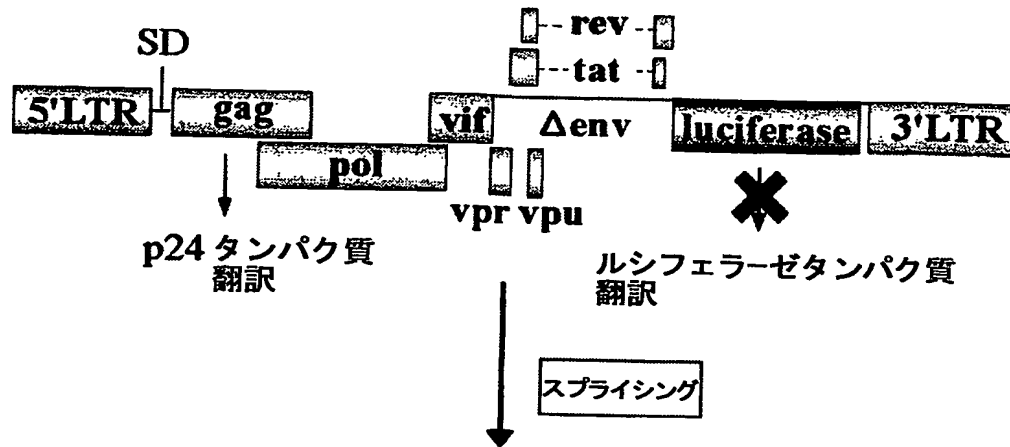 rev
SD
tat
5'LTR
gag
vif
Δenv
luciferase
3'LTR
pol
vpr
vpu
p24 タンパク質
翻訳
ルシフェラーゼタンパク質
翻訳
スプライシング